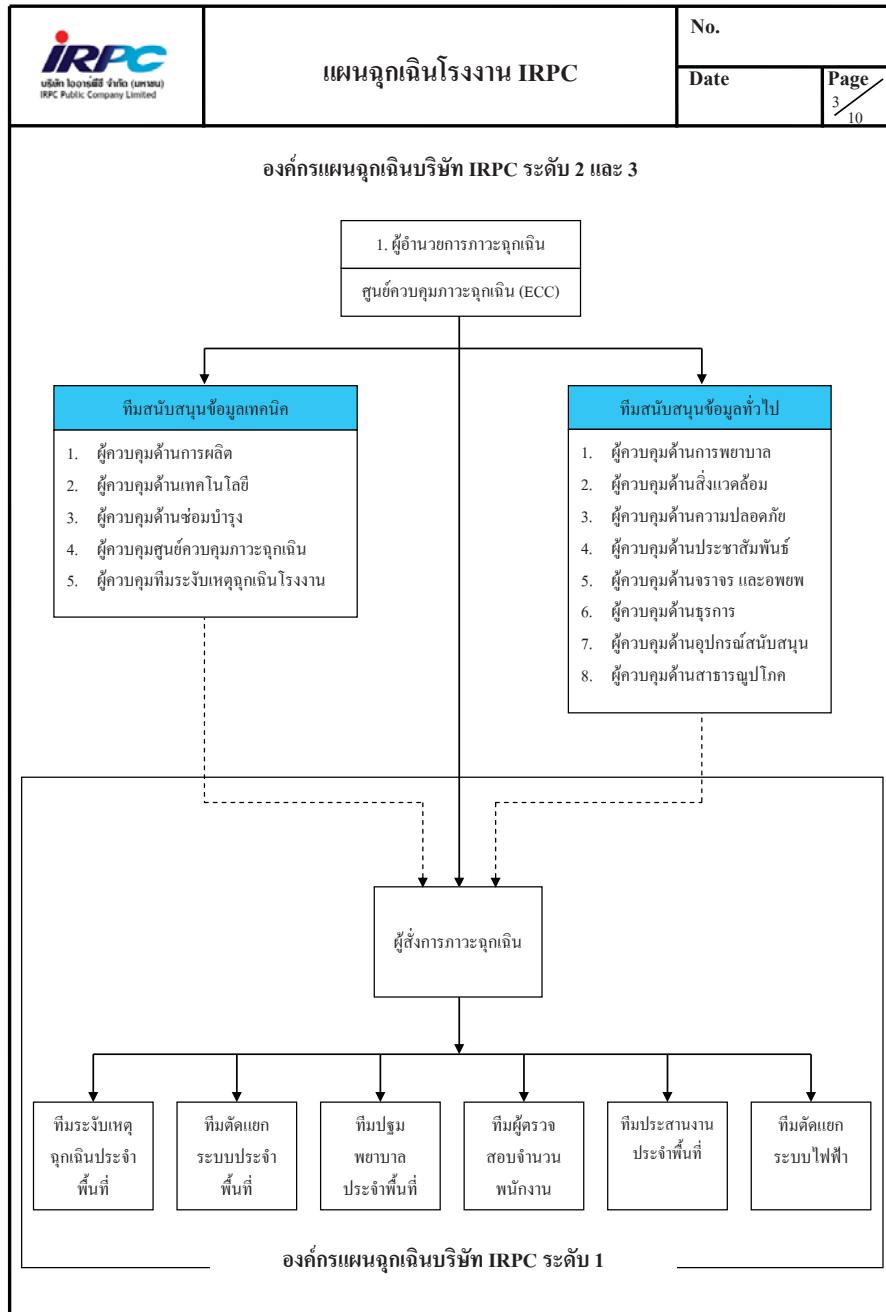 IRPC
บริษัท ไออาร์พีซี จำกัด (มหาชน)
IRPC Public Company Limited
แผนฉุกเฉินโรงงาน IRPC
No.
Date
Page
3
10
องค์กรแผนฉุกเฉินบริษัท IRPC ระดับ 2 และ 3
1. ผู้อำนวยการภาวะฉุกเฉิน
ศูนย์ควบคุมภาวะฉุกเฉิน (ECC)
ทีมสนับสนุนข้อมูลเทคนิค
1. ผู้ควบคุมด้านการผลิต
2. ผู้ควบคุมด้านเทคโนโลยี
3. ผู้ควบคุมด้านซ่อมบำรุง
4. ผู้ควบคุมศูนย์ควบคุมภาวะฉุกเฉิน
5. ผู้ควบคุมทีมระงับเหตุฉุกเฉินโรงงาน
ทีมสนับสนุนข้อมูลทั่วไป
1. ผู้ควบคุมด้านการพยาบาล
2. ผู้ควบคุมด้านสิ่งแวดล้อม
3. ผู้ควบคุมด้านความปลอดภัย
4. ผู้ควบคุมด้านประชาสัมพันธ์
5. ผู้ควบคุมด้านจราจร และอพยพ
6. ผู้ควบคุมด้านธุรการ
7. ผู้ควบคุมด้านอุปกรณ์สนับสนุน
8. ผู้ควบคุมด้านสาธารณูปโภค
ผู้สั่งการภาวะฉุกเฉิน
ทีมระงับเหตุ
ฉุกเฉินประจำ
พื้นที่
ทีมตัดแยก
ระบบประจำ
พื้นที่
ทีมปฐม
พยาบาล
ประจำพื้นที่
ทีมผู้ตรวจ
สอบจำนวน
พนักงาน
ทีมประสานงาน
ประจำพื้นที่
ทีมตัดแยก
ระบบไฟฟ้า
องค์กรแผนฉุกเฉินบริษัท IRPC ระดับ 1